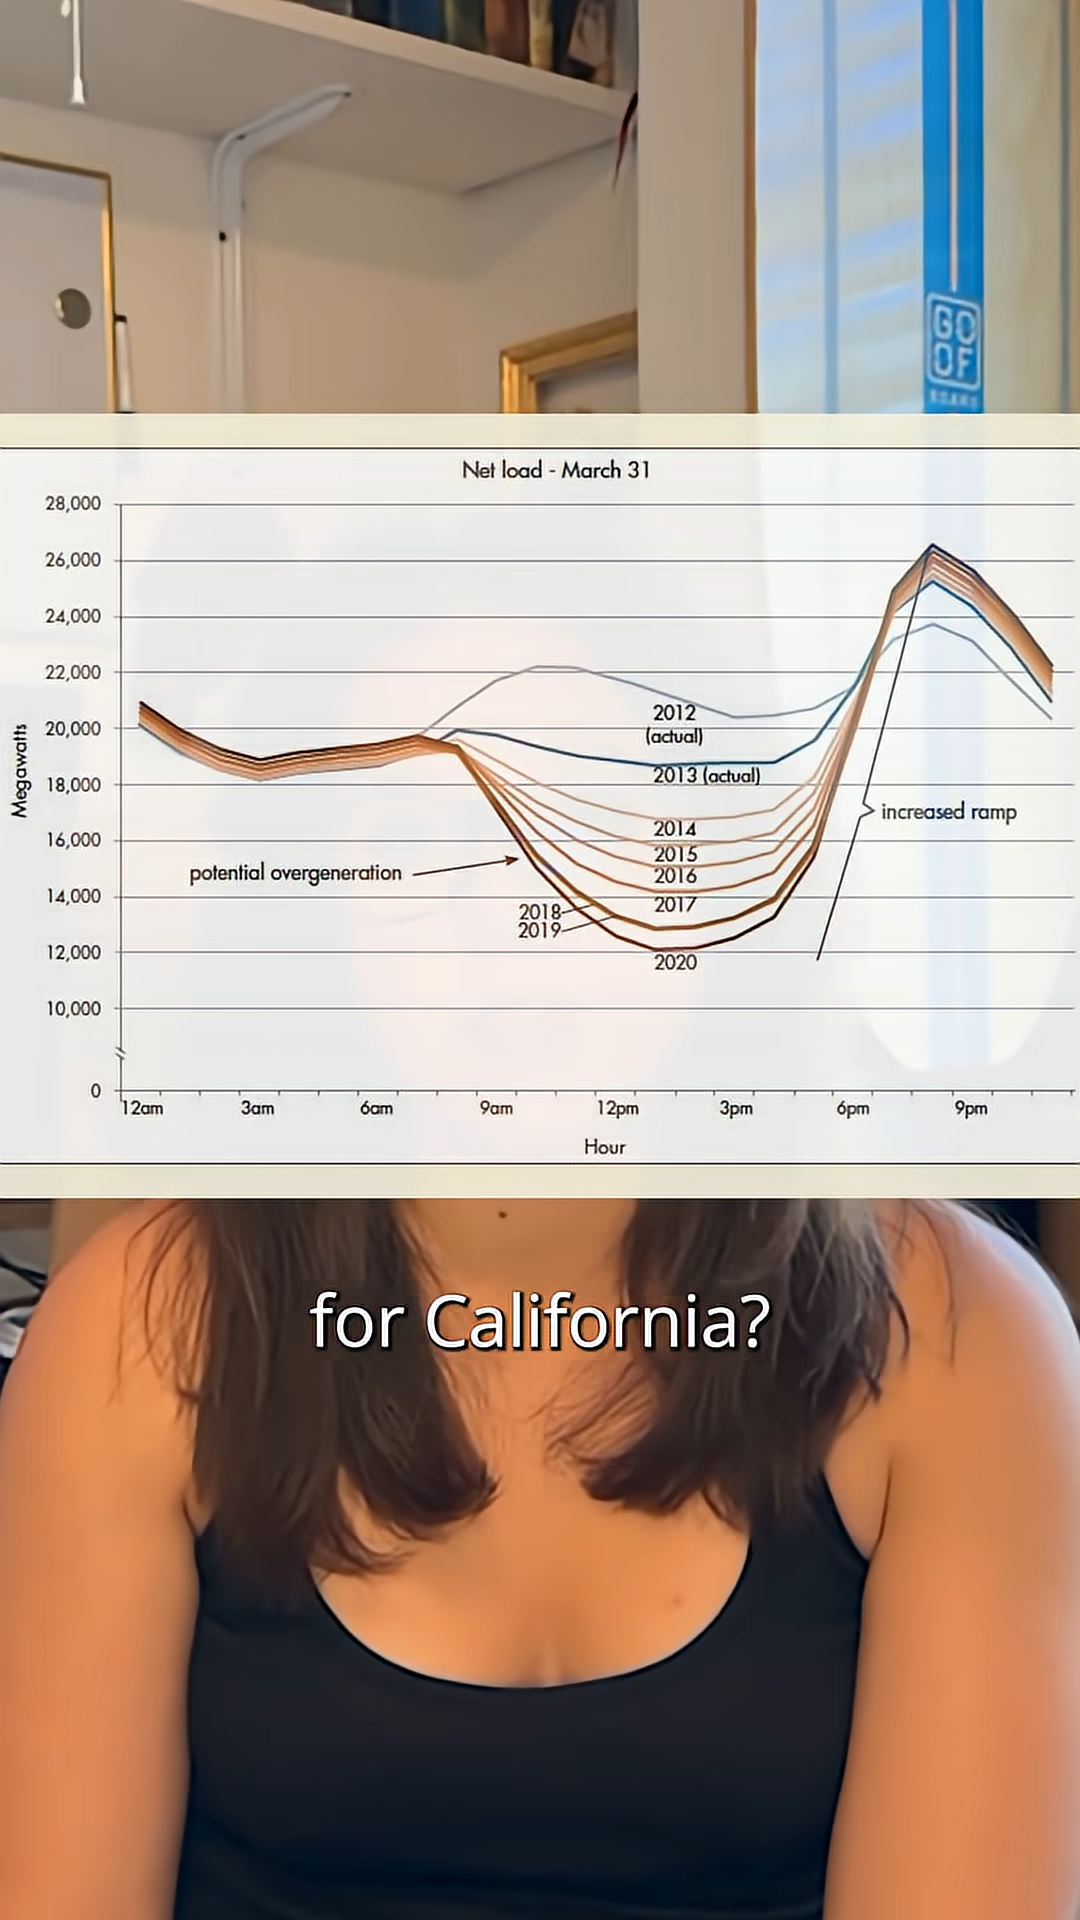 GO
OF
Net load - March 31
28,000
26,000
24,000
22,000
20,000
18,000
16,000
14,000
12,000
10,000
0
Megawatts
2012
(actual)
2013 (actual)
2014
2015
2016
2017
2018
2019
2020
potential overgeneration
increased ramp
12am 3am 6am 9am 12pm 3pm 6pm 9pm
Hour
for California?